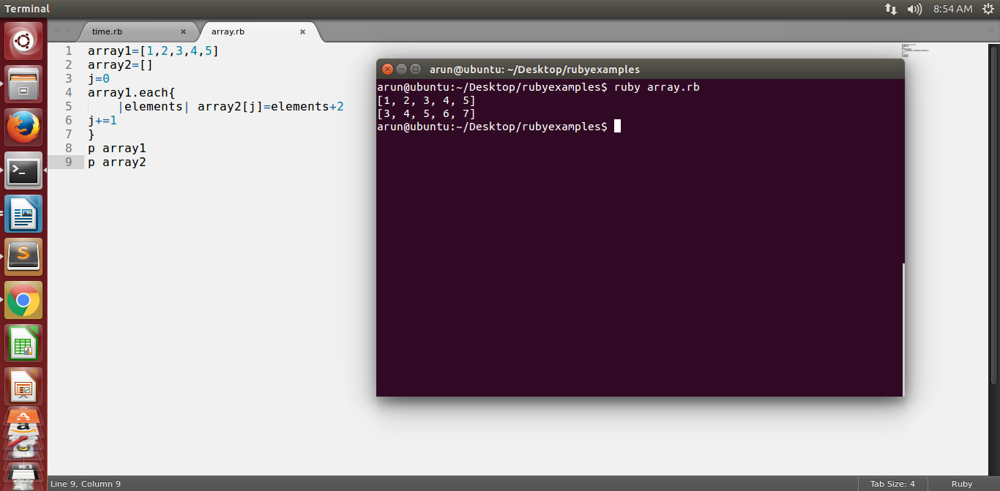 Terminal
8:54 AM
time.rb ×
array.rb ×
1 array1=[1,2,3,4,5]
2 array2=[]
3 j=0
4 array1.each{
5     |elements| array2[j]=elements+2
6 j+=1
7 }
8 p array1
9 p array2
arun@ubuntu: ~/Desktop/rubyexamples
arun@ubuntu:~/Desktop/rubyexamples$ ruby array.rb
[1, 2, 3, 4, 5]
[3, 4, 5, 6, 7]
arun@ubuntu:~/Desktop/rubyexamples$
Line 9, Column 9
Tab Size: 4
Ruby